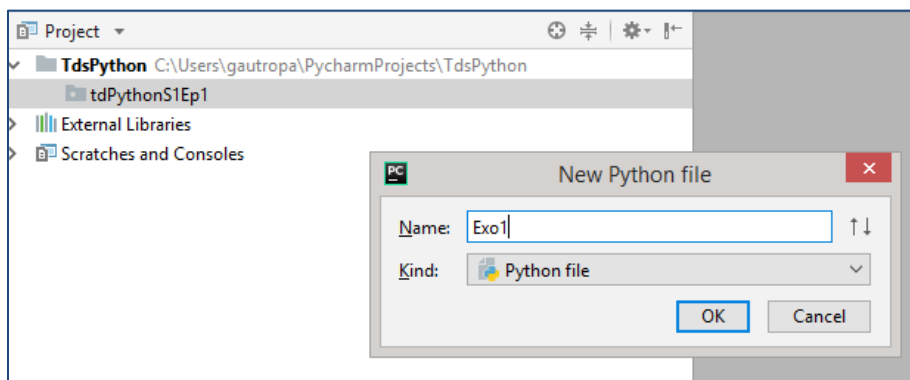 Project
TdsPython C:\Users\gautropa\PycharmProjects\TdsPython
tdPythonS1Ep1
External Libraries
Scratches and Consoles
PC
New Python file
Name: Exo1
Kind: Python file
OK Cancel